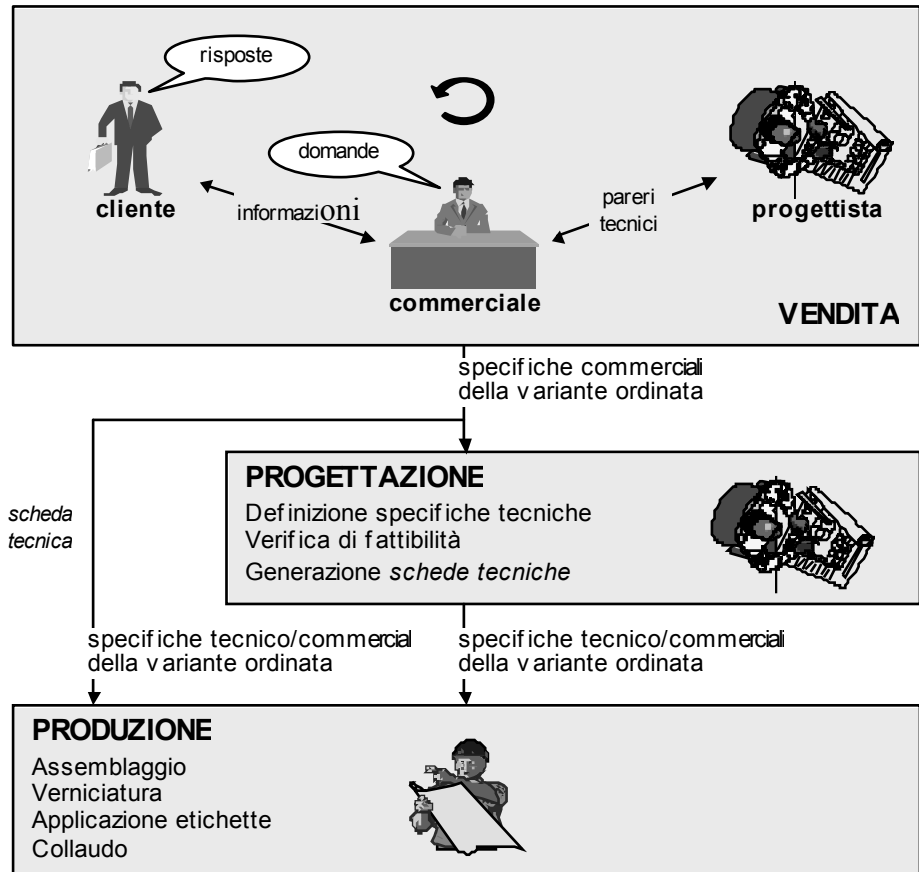 risposte
domande
cliente
informazioni
pareri
tecnici
progettista
commerciale
VENDITA
specifiche commerciali
della variante ordinata
scheda
tecnica
PROGETTAZIONE
Definizione specifiche tecniche
Verifica di fattibilità
Generazione schede tecniche
specifiche tecnico/commercial
della variante ordinata
specifiche tecnico/commerciali
della variante ordinata
PRODUZIONE
Assemblaggio
Verniciatura
Applicazione etichette
Collaudo